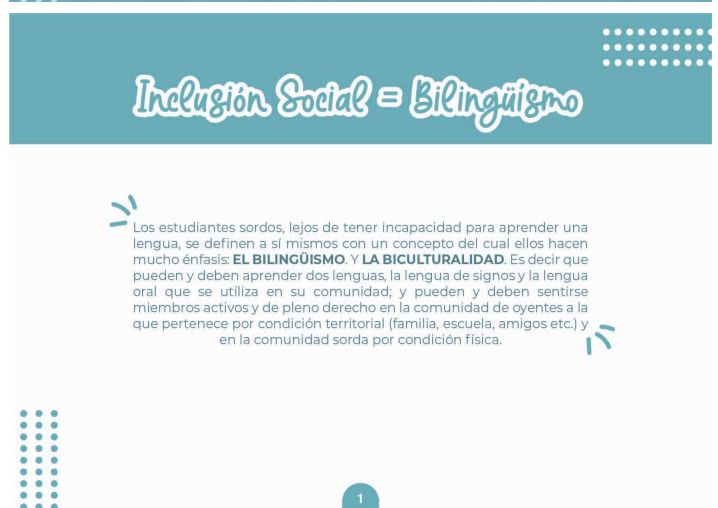 Inclusión Social = Bilingüismo
Los estudiantes sordos, lejos de tener incapacidad para aprender una
lengua, se definen a sí mismos con un concepto del cual ellos hacen
mucho énfasis: EL BILINGÜISMO. Y LA BICULTURALIDAD. Es decir que
pueden y deben aprender dos lenguas, la lengua de signos y la lengua
oral que se utiliza en su comunidad; y pueden y deben sentirse
miembros activos y de pleno derecho en la comunidad de oyentes a la
que pertenece por condición territorial (familia, escuela, amigos etc.) y
en la comunidad sorda por condición física.
1